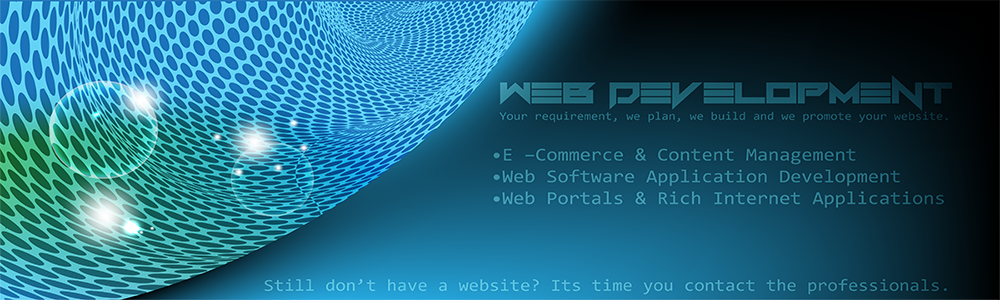 WEB DEVELOPMENT
Your requirement, we plan, we build and we promote your website.
•E –Commerce & Content Management
•Web Software Application Development
•Web Portals & Rich Internet Applications
Still don’t have a website? Its time you contact the professionals.